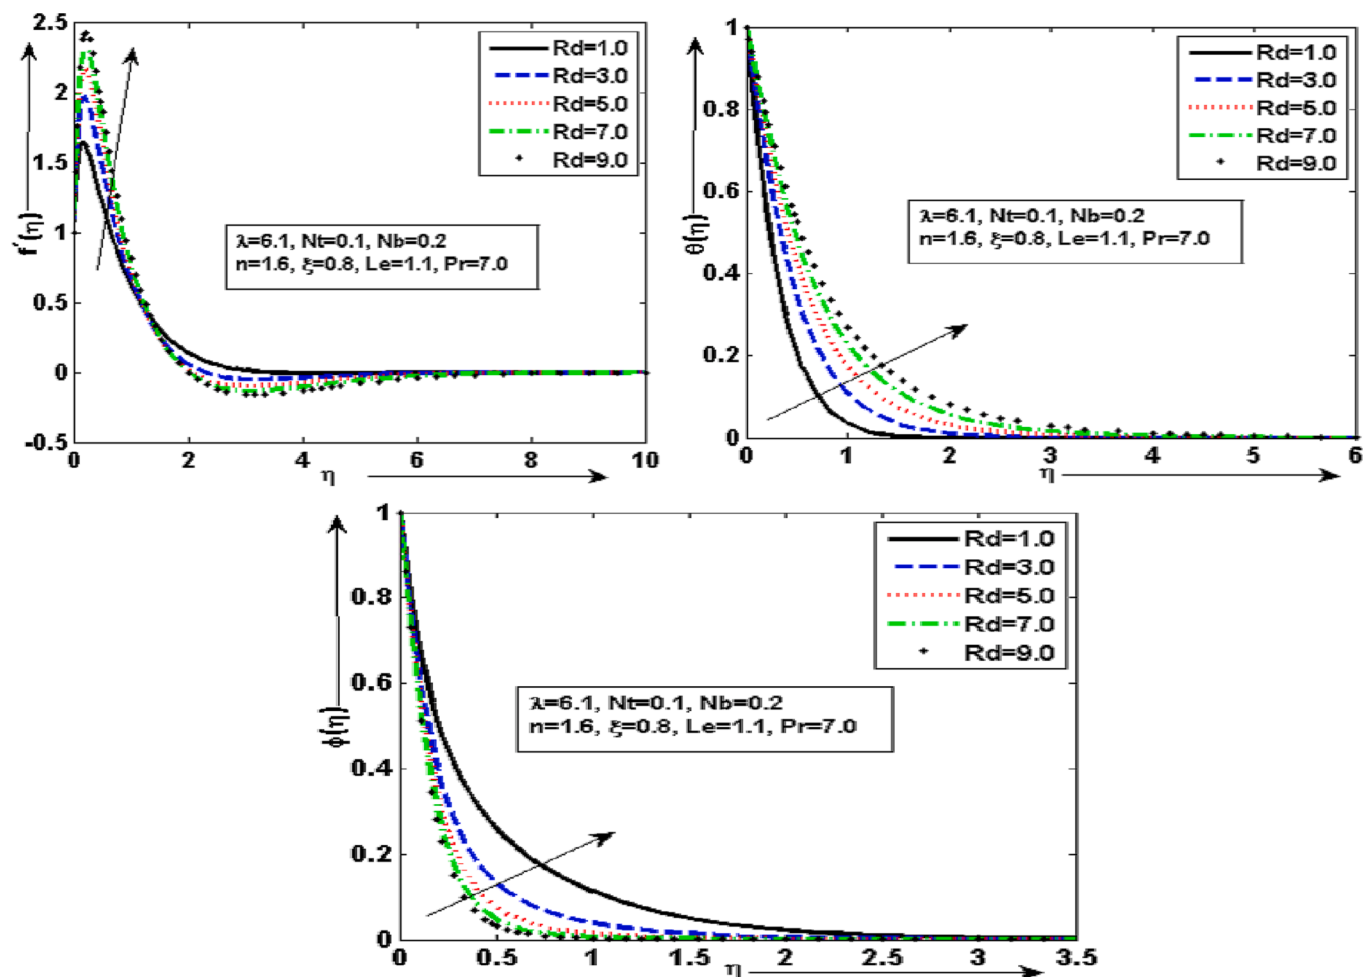 2.5
2
1.5
1
0.5
0
-0.5
f′(η)
Rd=1.0
Rd=3.0
Rd=5.0
Rd=7.0
Rd=9.0
λ=6.1, Nt=0.1, Nb=0.2
n=1.6, ξ=0.8, Le=1.1, Pr=7.0
0 2 4 6 8 10
η
1
0.8
0.6
0.4
0.2
0
θ(η)
Rd=1.0
Rd=3.0
Rd=5.0
Rd=7.0
Rd=9.0
λ=6.1, Nt=0.1, Nb=0.2
n=1.6, ξ=0.8, Le=1.1, Pr=7.0
0 1 2 3 4 5 6
η
1
0.8
0.6
0.4
0.2
0
ϕ(η)
Rd=1.0
Rd=3.0
Rd=5.0
Rd=7.0
Rd=9.0
λ=6.1, Nt=0.1, Nb=0.2
n=1.6, ξ=0.8, Le=1.1, Pr=7.0
0 0.5 1 1.5 2 2.5 3 3.5
η